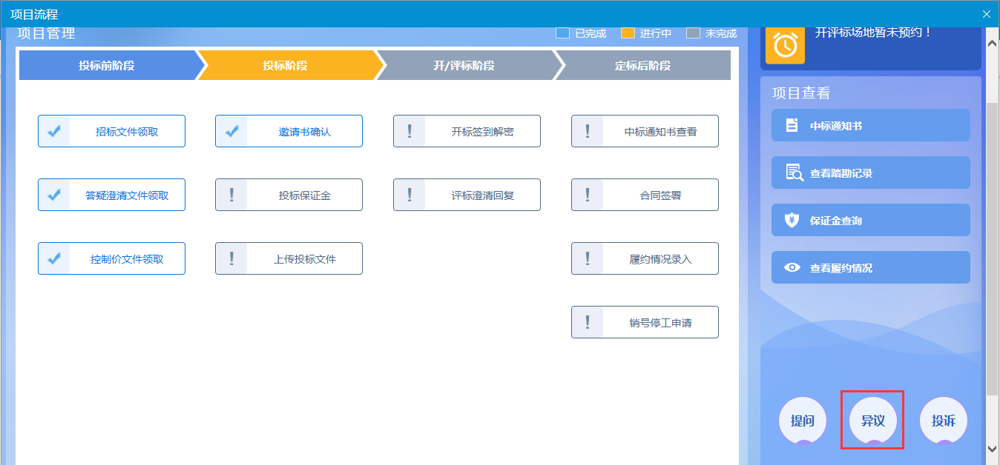 项目流程
项目管理
已完成 进行中 未完成
开评标场地暂未预约！
投标前阶段 投标阶段 开/评标阶段 定标后阶段
招标文件领取 邀请书确认 开标签到解密 中标通知书查看
答疑澄清文件领取 投标保证金 评标澄清回复 合同签署
控制价文件领取 上传投标文件 履约情况录入
销号停工申请
项目查看
中标通知书
查看踏勘记录
保证金查询
查看履约情况
提问 异议 投诉